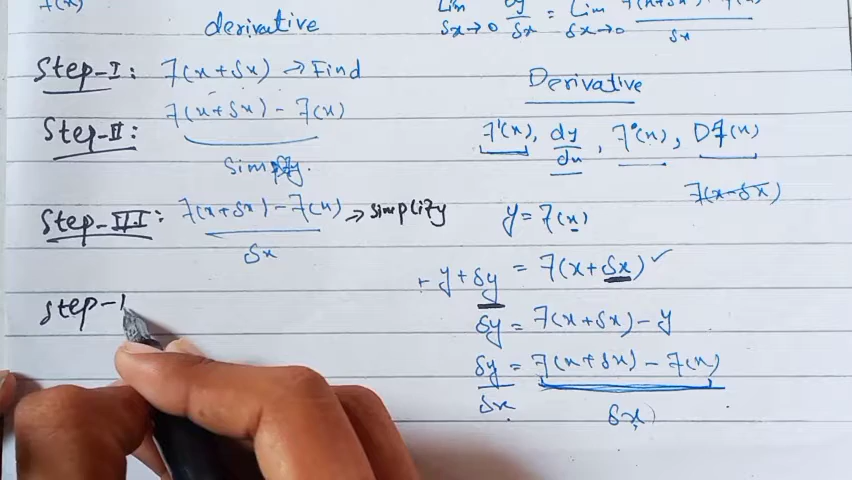 f(x)
derivative
Lim δy = Lim f(x+δx) - f(x)
δx→0 δx δx→0 δx
Step-I: f(x+δx) → Find
Step-II: f(x+δx) - f(x)
Simplify.
Step-III: f(x+δx) - f(x) → simplify
δx
Step-I
Derivative
f'(x), dy/dx, f°(x), Df(x)
f(x-δx)
y = f(x)
y + δy = f(x+δx) ✓
δy = f(x+δx) - y
δy = f(x+δx) - f(x)
δx δx